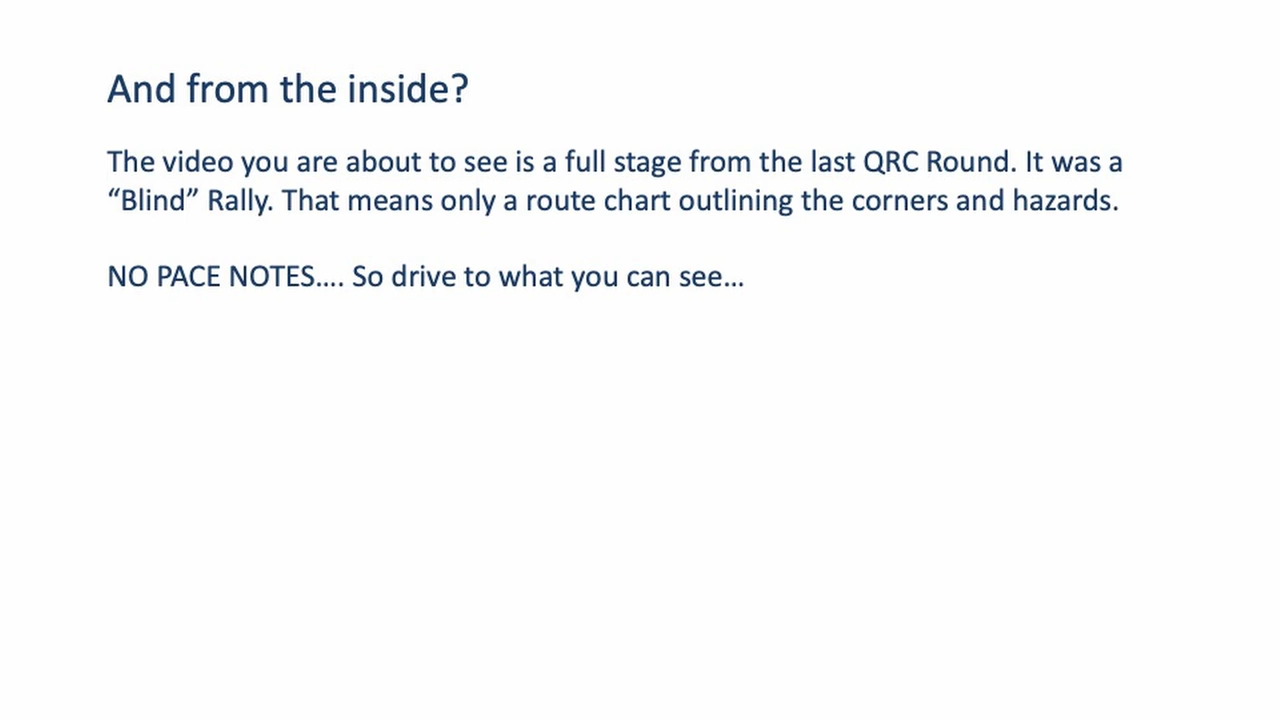 And from the inside?
The video you are about to see is a full stage from the last QRC Round. It was a
“Blind” Rally. That means only a route chart outlining the corners and hazards.
NO PACE NOTES…. So drive to what you can see…